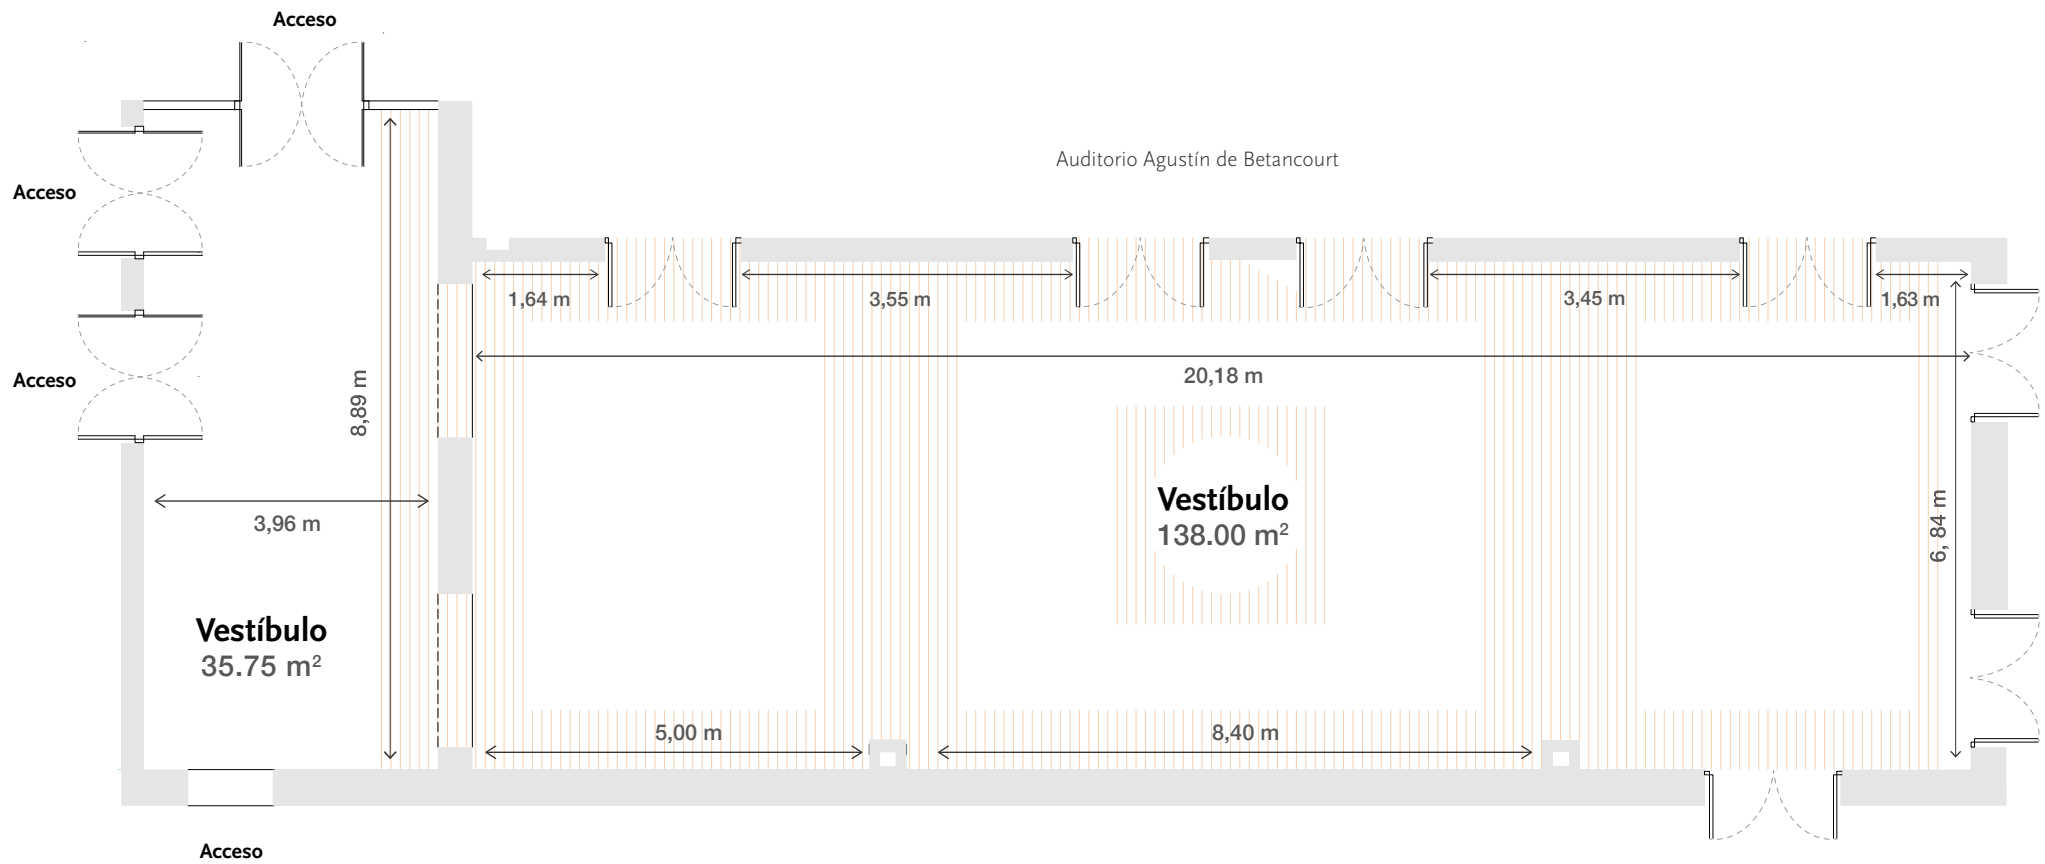 Acceso
Auditorio Agustín de Betancourt
Acceso
1,64 m
3,55 m
3,45 m
1,63 m
Acceso
8,89 m
20,18 m
3,96 m
Vestíbulo
138.00 m²
6, 84 m
Vestíbulo
35.75 m²
5,00 m
8,40 m
Acceso